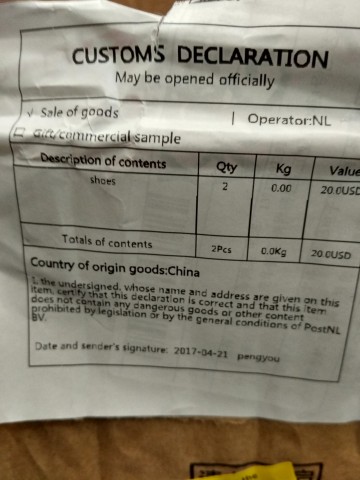 CUSTOMS DECLARATION
May be opened officially
✓ Sale of goods | Operator:NL
Gift/commercial sample
Description of contents Qty Kg Value
shoes 2 0.00 20.0USD
Totals of contents 2Pcs 0.0Kg 20.0USD
Country of origin goods:China
I, the undersigned, whose name and address are given on this
item, certify that this declaration is correct and that this item
does not contain any dangerous goods or other content
prohibited by legislation or by the general conditions of PostNL
BV.
Date and sender's signature: 2017-04-21 pengyou
the